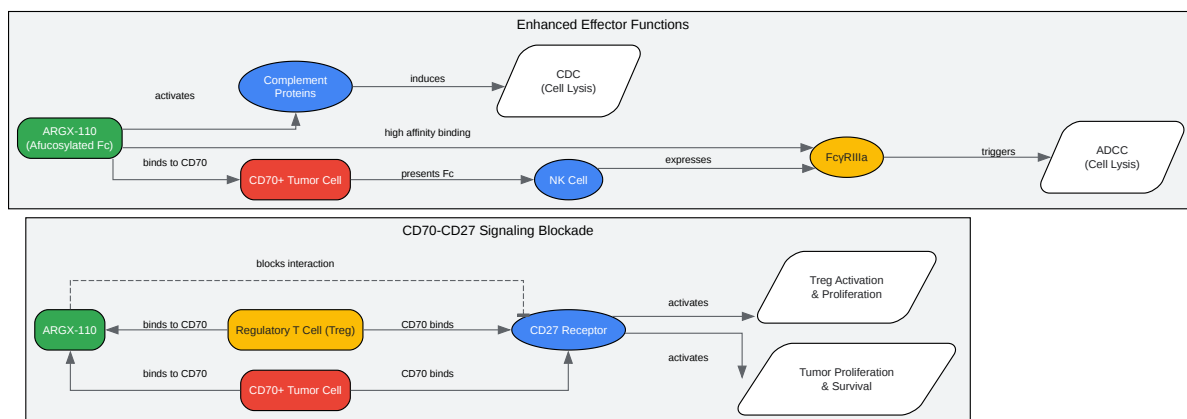 Enhanced Effector Functions
Complement
Proteins
induces
CDC
(Cell Lysis)
activates
ARGX-110
(Afucosylated Fc)
high affinity binding
binds to CD70
CD70+ Tumor Cell
presents Fc
NK Cell
expresses
FcγRIIIa
triggers
ADCC
(Cell Lysis)
CD70-CD27 Signaling Blockade
blocks interaction
ARGX-110
binds to CD70
Regulatory T Cell (Treg)
CD70 binds
CD27 Receptor
activates
Treg Activation
& Proliferation
binds to CD70
CD70+ Tumor Cell
CD70 binds
activates
Tumor Proliferation
& Survival